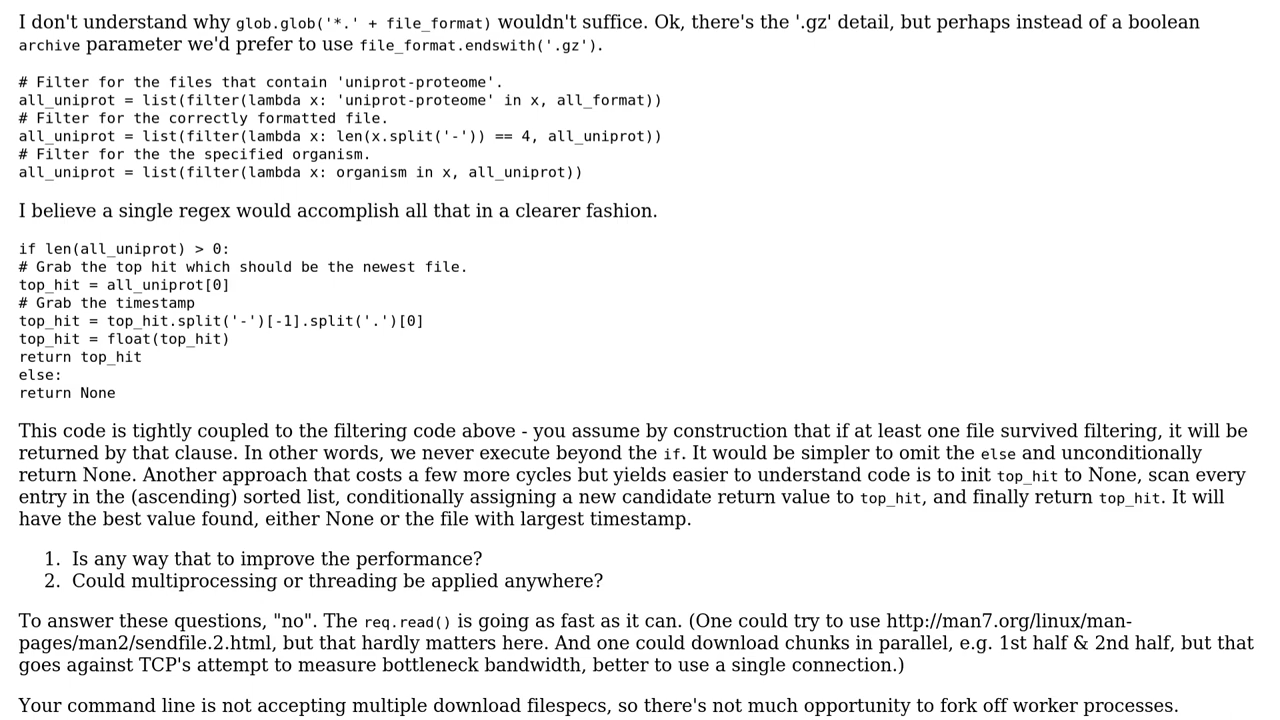 I don't understand why glob.glob('*.' + file_format) wouldn't suffice. Ok, there's the '.gz' detail, but perhaps instead of a boolean
archive parameter we'd prefer to use file_format.endswith('.gz').
# Filter for the files that contain 'uniprot-proteome'.
all_uniprot = list(filter(lambda x: 'uniprot-proteome' in x, all_format))
# Filter for the correctly formatted file.
all_uniprot = list(filter(lambda x: len(x.split('-')) == 4, all_uniprot))
# Filter for the the specified organism.
all_uniprot = list(filter(lambda x: organism in x, all_uniprot))
I believe a single regex would accomplish all that in a clearer fashion.
if len(all_uniprot) > 0:
# Grab the top hit which should be the newest file.
top_hit = all_uniprot[0]
# Grab the timestamp
top_hit = top_hit.split('-')[-1].split('.')[0]
top_hit = float(top_hit)
return top_hit
else:
return None
This code is tightly coupled to the filtering code above - you assume by construction that if at least one file survived filtering, it will be
returned by that clause. In other words, we never execute beyond the if. It would be simpler to omit the else and unconditionally
return None. Another approach that costs a few more cycles but yields easier to understand code is to init top_hit to None, scan every
entry in the (ascending) sorted list, conditionally assigning a new candidate return value to top_hit, and finally return top_hit. It will
have the best value found, either None or the file with largest timestamp.
1. Is any way that to improve the performance?
2. Could multiprocessing or threading be applied anywhere?
To answer these questions, "no". The req.read() is going as fast as it can. (One could try to use http://man7.org/linux/man-
pages/man2/sendfile.2.html, but that hardly matters here. And one could download chunks in parallel, e.g. 1st half & 2nd half, but that
goes against TCP's attempt to measure bottleneck bandwidth, better to use a single connection.)
Your command line is not accepting multiple download filespecs, so there's not much opportunity to fork off worker processes.